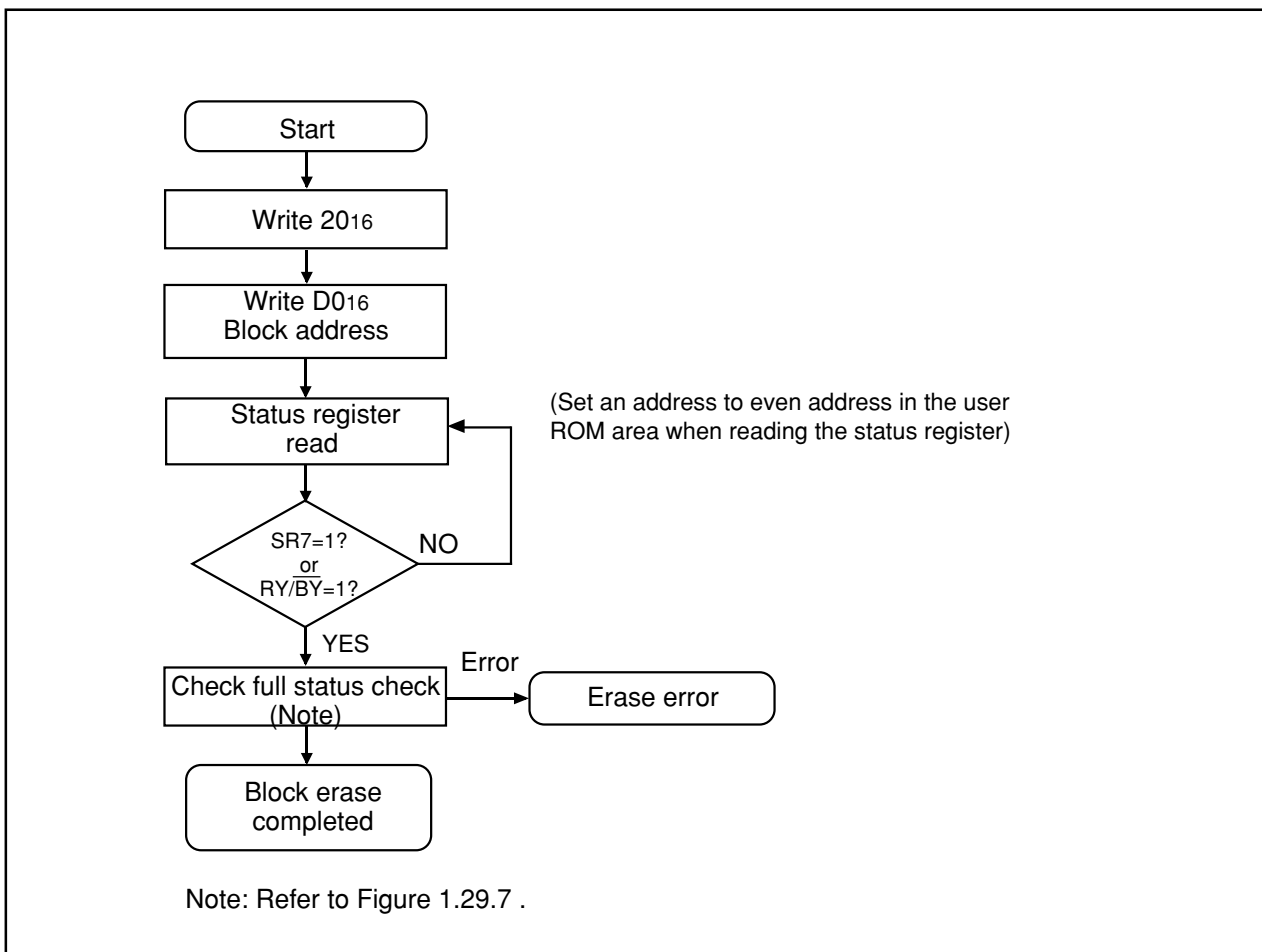 Start
Write 2016
Write D016
Block address
Status register
read
(Set an address to even address in the user
ROM area when reading the status register)
SR7=1?
or
RY/B̅Y̅=1?
NO
YES
Check full status check
(Note)
Error
Erase error
Block erase
completed
Note: Refer to Figure 1.29.7 .